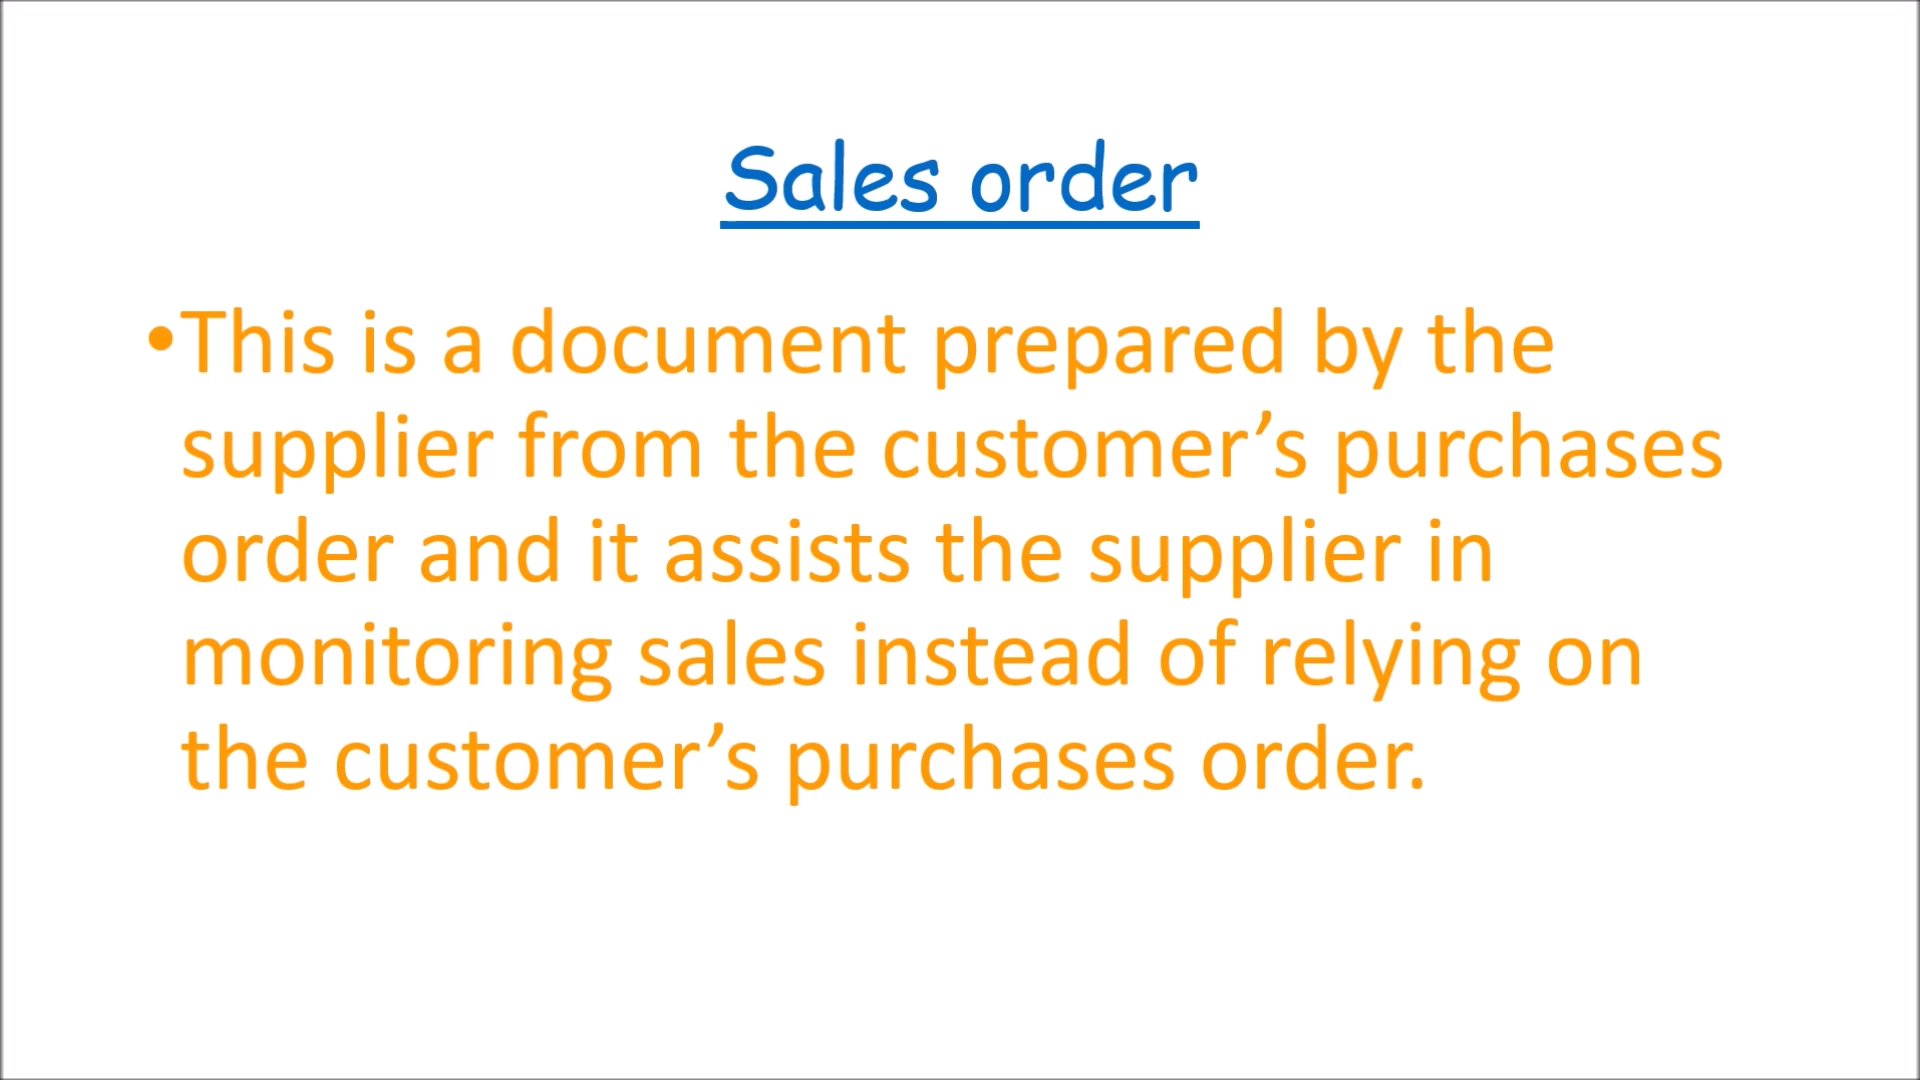 Sales order
•This is a document prepared by the
supplier from the customer’s purchases
order and it assists the supplier in
monitoring sales instead of relying on
the customer’s purchases order.